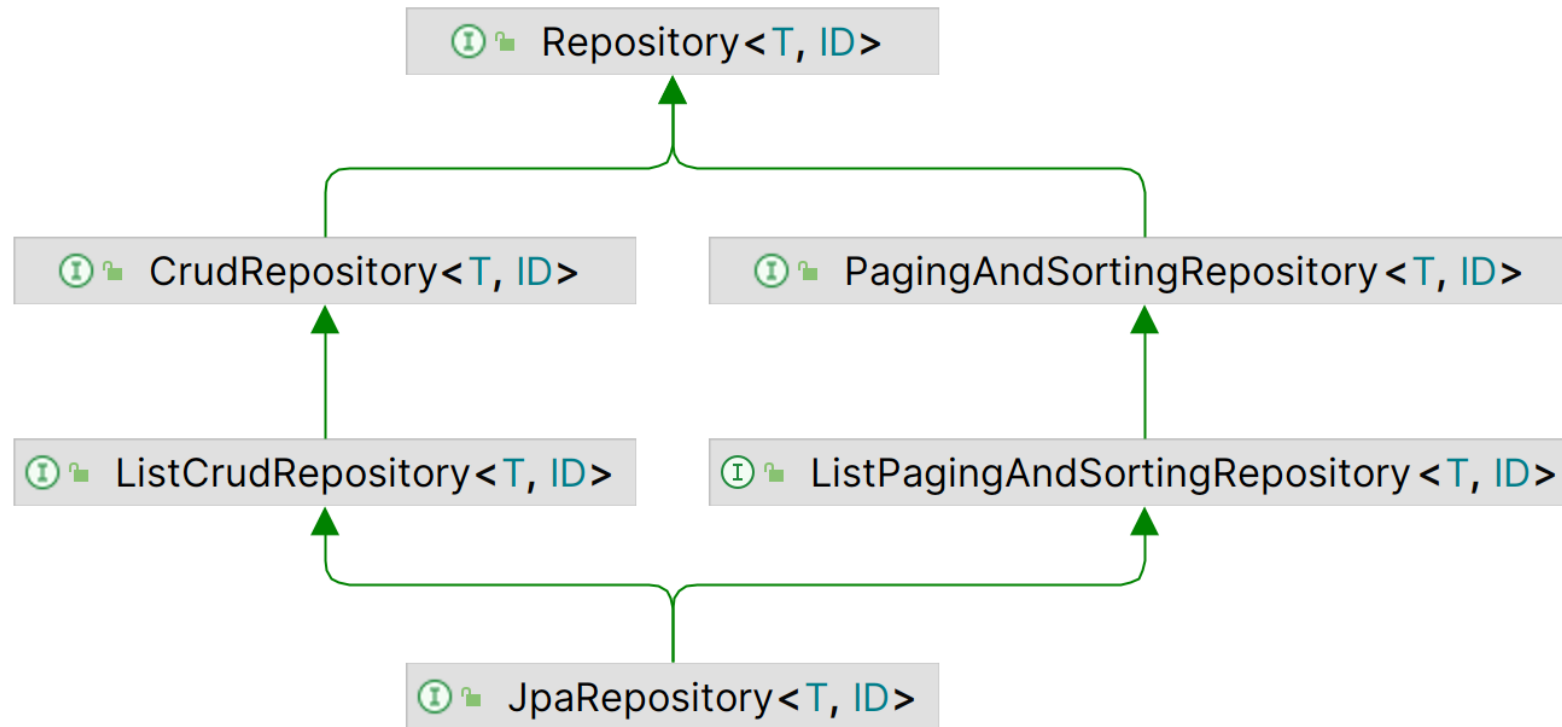 Repository<T, ID>
CrudRepository<T, ID>
PagingAndSortingRepository<T, ID>
ListCrudRepository<T, ID>
ListPagingAndSortingRepository<T, ID>
JpaRepository<T, ID>